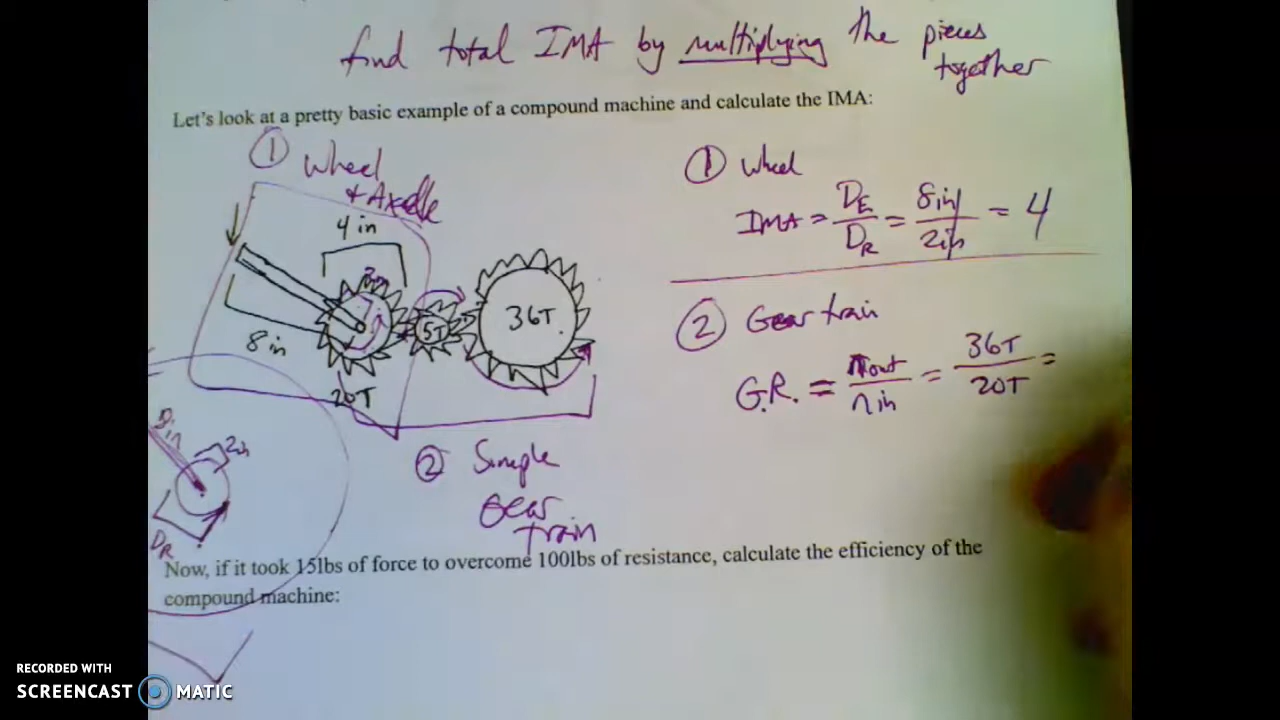 find total IMA by multiplying the pieces
together
Let's look at a pretty basic example of a compound machine and calculate the IMA:
① Wheel
+ Axle
4 in
2in
8 in
20T
5T
36T
② Simple
Gear
train
8in
2in
DR
① Wheel
IMA = DE/DR = 8in/2in = 4
② Gear train
G.R. = nout/nin = 36T/20T =
Now, if it took 15lbs of force to overcome 100lbs of resistance, calculate the efficiency of the
compound machine:
RECORDED WITH
SCREENCAST MATIC